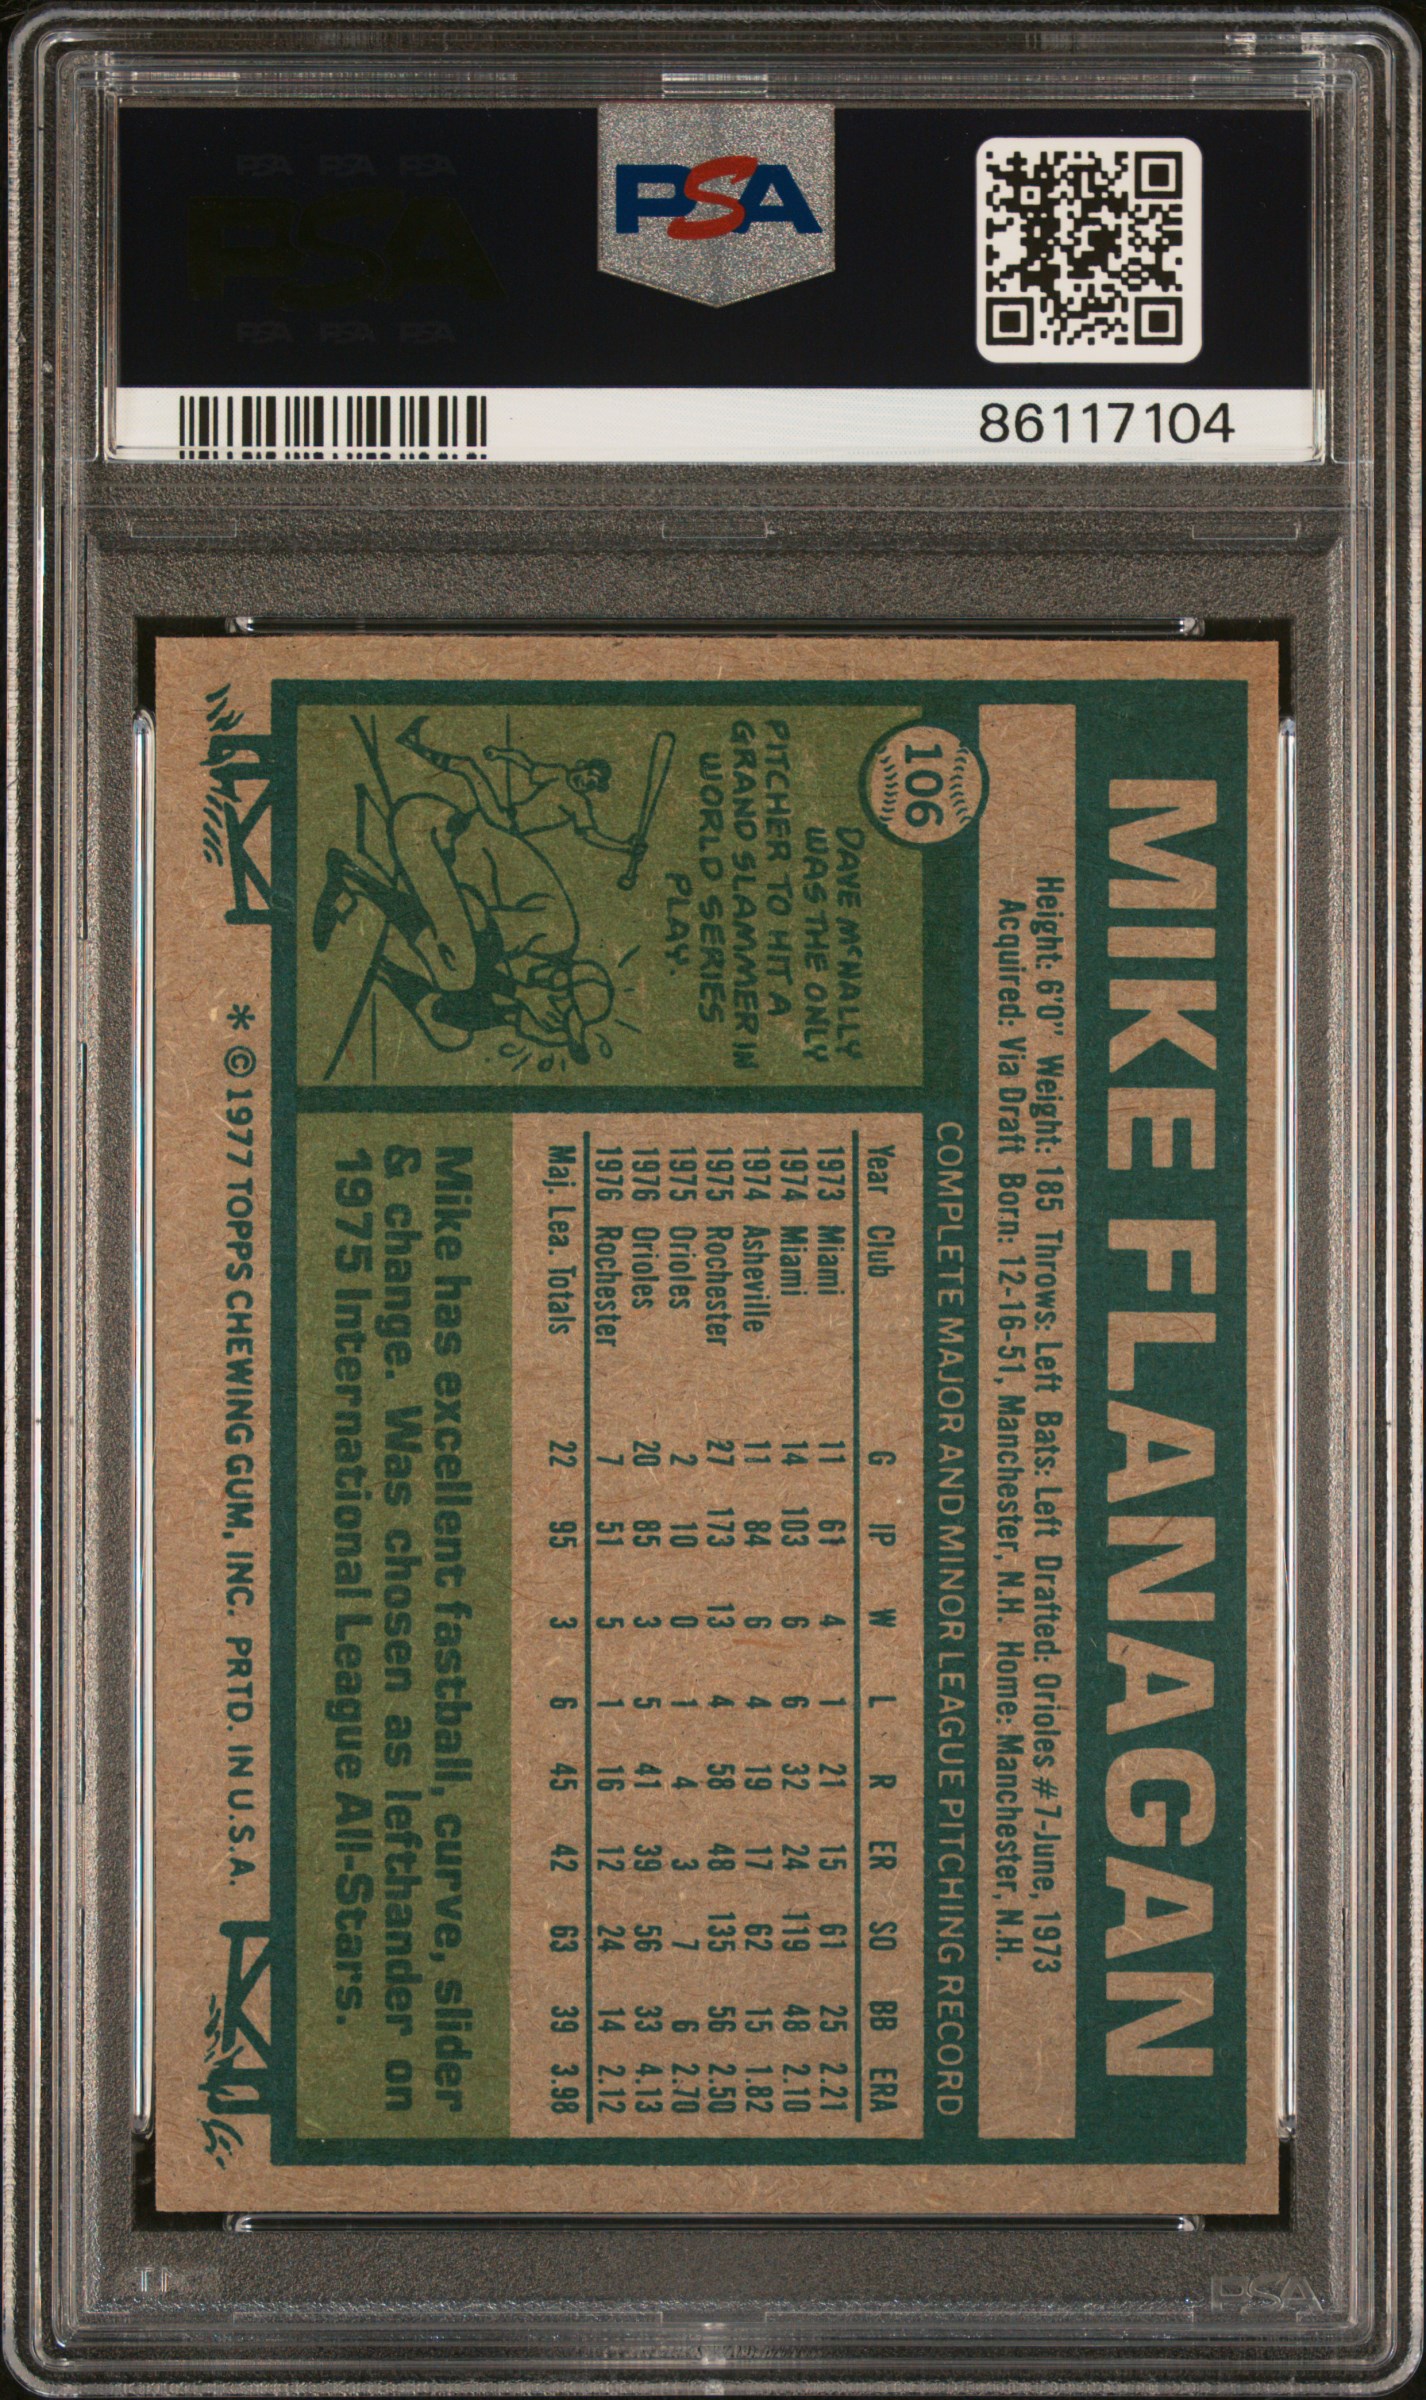 PSA PSA PSA
PSA
PSA PSA PSA
PSA
86117104
MIKE FLANAGAN
Height: 6'0" Weight: 185 Throws: Left Bats: Left Drafted: Orioles #7-June, 1973
Acquired: Via Draft Born: 12-16-51, Manchester, N.H. Home: Manchester, N.H.
106
COMPLETE MAJOR AND MINOR LEAGUE PITCHING RECORD
DAVE McNALLY
WAS THE ONLY
PITCHER TO HIT A
GRAND SLAMMER IN
WORLD SERIES
PLAY.
Year Club G IP W L R ER SO BB ERA
1973 Miami 11 61 4 1 21 15 61 25 2.21
1974 Miami 14 103 6 6 32 24 119 48 2.10
1974 Asheville 11 84 6 4 19 17 62 15 1.82
1975 Rochester 27 173 13 4 58 48 135 56 2.50
1975 Orioles 2 10 0 1 4 3 7 6 2.70
1976 Orioles 20 85 3 5 41 39 56 33 4.13
1976 Rochester 7 51 5 1 16 12 24 14 2.12
Maj. Lea. Totals 22 95 3 6 45 42 63 39 3.98
Mike has excellent fastball, curve, slider
& change. Was chosen as lefthander on
1975 International League All-Stars.
* © 1977 TOPPS CHEWING GUM, INC. PRTD. IN U.S.A.
PSA